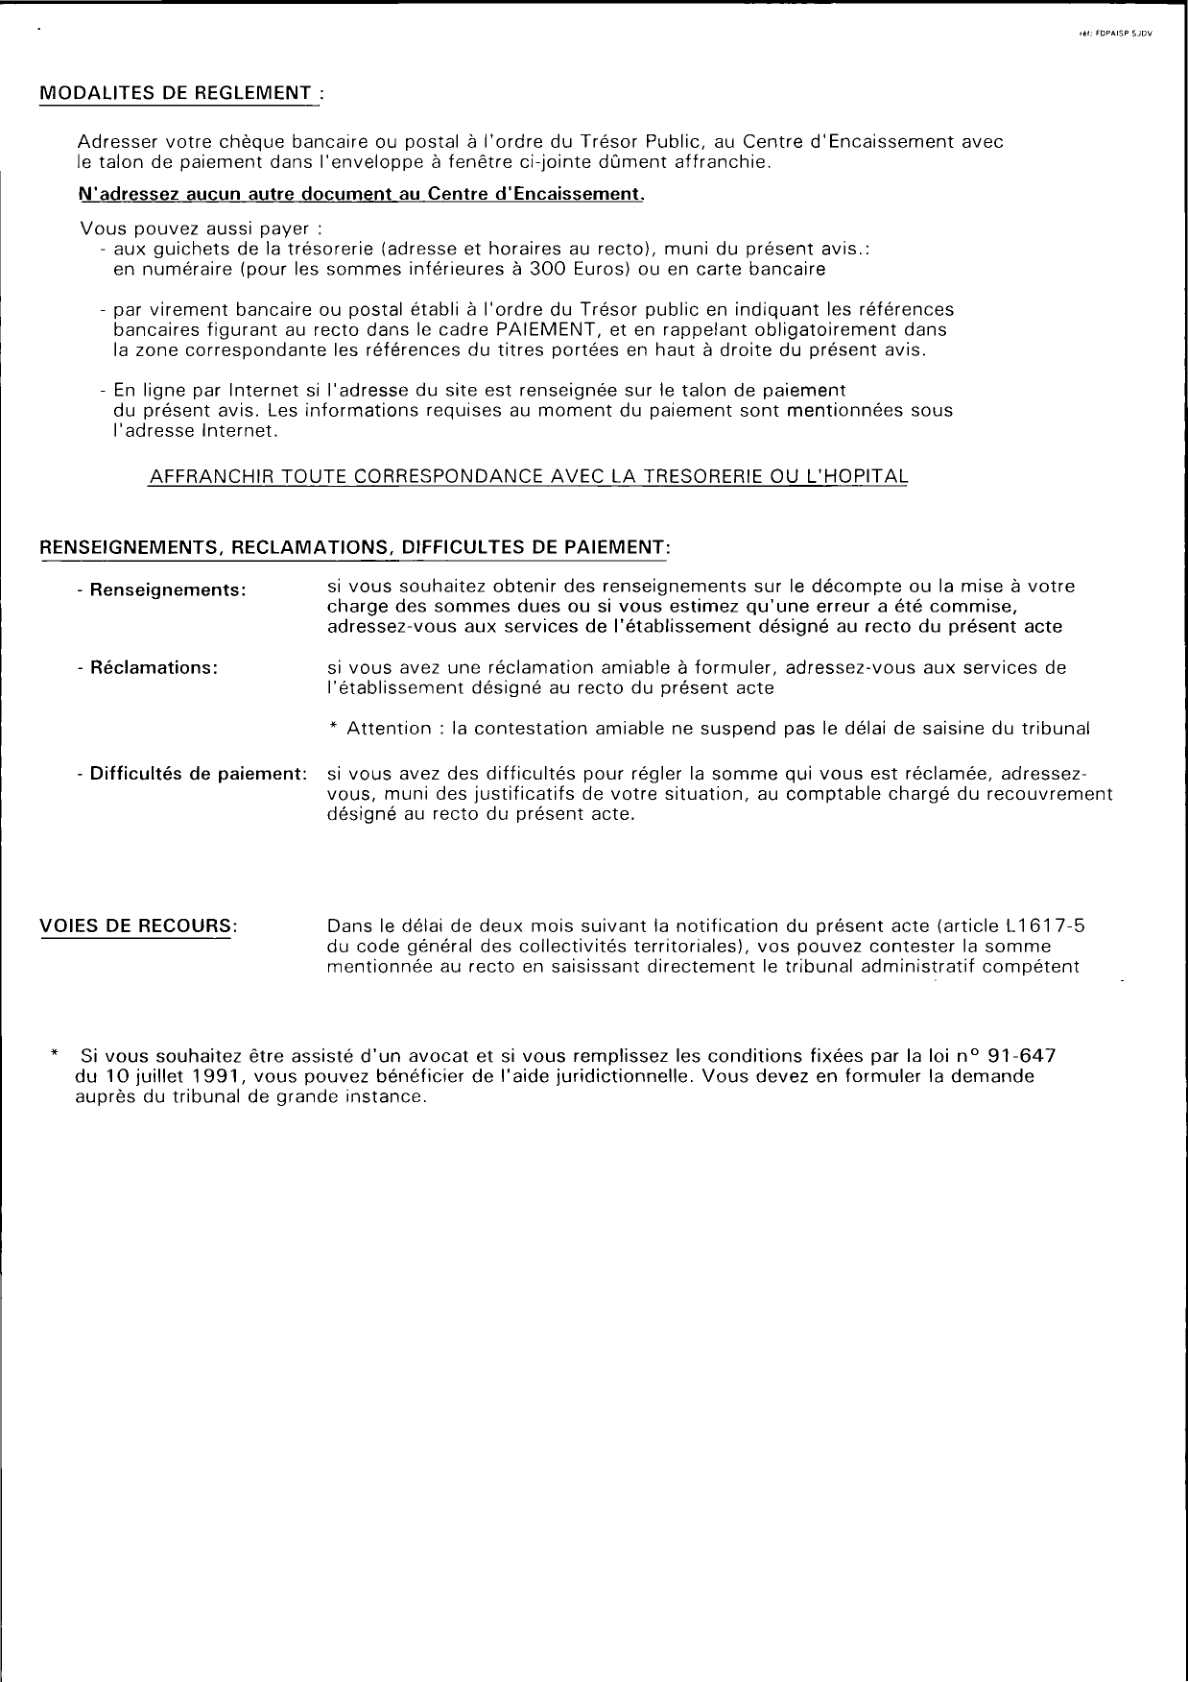 réf: FDPAISP SJDV
MODALITES DE REGLEMENT :
Adresser votre chèque bancaire ou postal à l'ordre du Trésor Public, au Centre d'Encaissement avec
le talon de paiement dans l'enveloppe à fenêtre ci-jointe dûment affranchie.
N'adressez aucun autre document au Centre d'Encaissement.
Vous pouvez aussi payer :
- aux guichets de la trésorerie (adresse et horaires au recto), muni du présent avis.:
en numéraire (pour les sommes inférieures à 300 Euros) ou en carte bancaire
- par virement bancaire ou postal établi à l'ordre du Trésor public en indiquant les références
bancaires figurant au recto dans le cadre PAIEMENT, et en rappelant obligatoirement dans
la zone correspondante les références du titres portées en haut à droite du présent avis.
- En ligne par Internet si l'adresse du site est renseignée sur le talon de paiement
du présent avis. Les informations requises au moment du paiement sont mentionnées sous
l'adresse Internet.
AFFRANCHIR TOUTE CORRESPONDANCE AVEC LA TRESORERIE OU L'HOPITAL
RENSEIGNEMENTS, RECLAMATIONS, DIFFICULTES DE PAIEMENT:
- Renseignements: si vous souhaitez obtenir des renseignements sur le décompte ou la mise à votre
charge des sommes dues ou si vous estimez qu'une erreur a été commise,
adressez-vous aux services de l'établissement désigné au recto du présent acte
- Réclamations: si vous avez une réclamation amiable à formuler, adressez-vous aux services de
l'établissement désigné au recto du présent acte
* Attention : la contestation amiable ne suspend pas le délai de saisine du tribunal
- Difficultés de paiement: si vous avez des difficultés pour régler la somme qui vous est réclamée, adressez-
vous, muni des justificatifs de votre situation, au comptable chargé du recouvrement
désigné au recto du présent acte.
VOIES DE RECOURS: Dans le délai de deux mois suivant la notification du présent acte (article L1617-5
du code général des collectivités territoriales), vos pouvez contester la somme
mentionnée au recto en saisissant directement le tribunal administratif compétent
* Si vous souhaitez être assisté d'un avocat et si vous remplissez les conditions fixées par la loi n° 91-647
du 10 juillet 1991, vous pouvez bénéficier de l'aide juridictionnelle. Vous devez en formuler la demande
auprès du tribunal de grande instance.